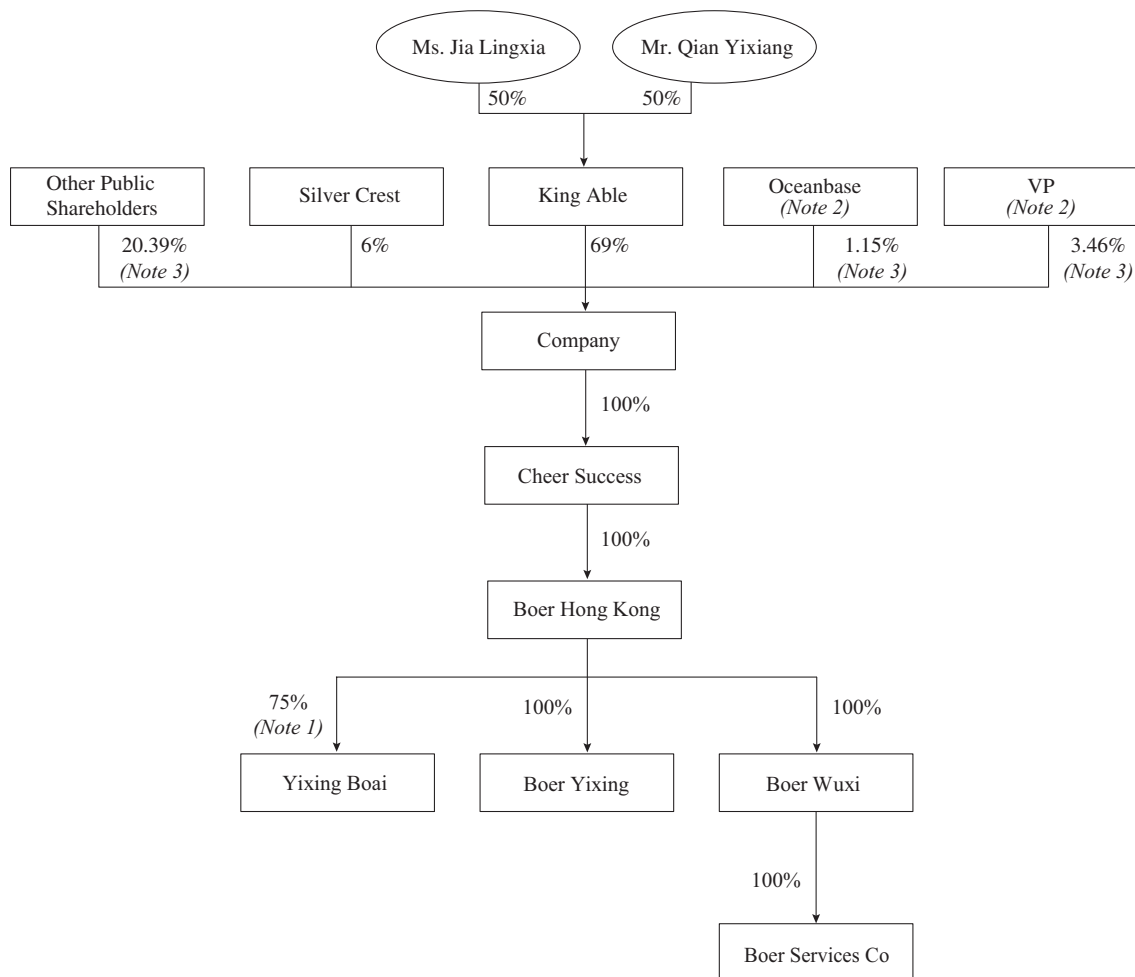 Ms. Jia Lingxia
Mr. Qian Yixiang
50%
50%
Other Public
Shareholders
Silver Crest
King Able
Oceanbase
(Note 2)
VP
(Note 2)
20.39%
(Note 3)
6%
69%
1.15%
(Note 3)
3.46%
(Note 3)
Company
100%
Cheer Success
100%
Boer Hong Kong
75%
(Note 1)
100%
100%
Yixing Boai
Boer Yixing
Boer Wuxi
100%
Boer Services Co